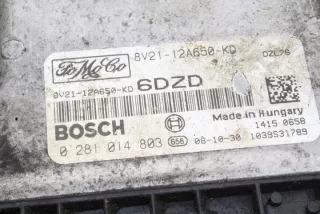 FoMoCo 8V21-12A650-KD
8V21-12A650-KD 6DZD DZL76
BOSCH Made in Hungary
1415 0658
0 281 014 803 656 08-10-30 1039S31789